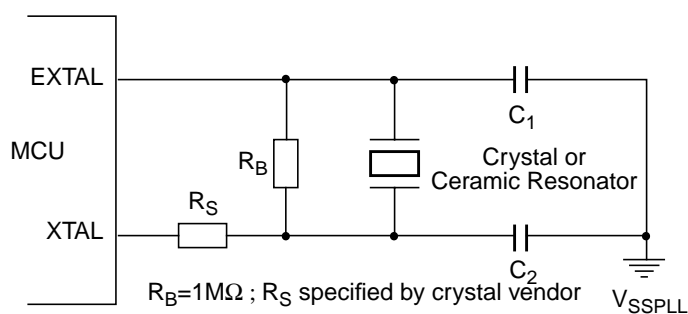 EXTAL
C1
MCU
RB
Crystal or
Ceramic Resonator
RS
XTAL
C2
RB=1MΩ ; RS specified by crystal vendor
VSSPLL